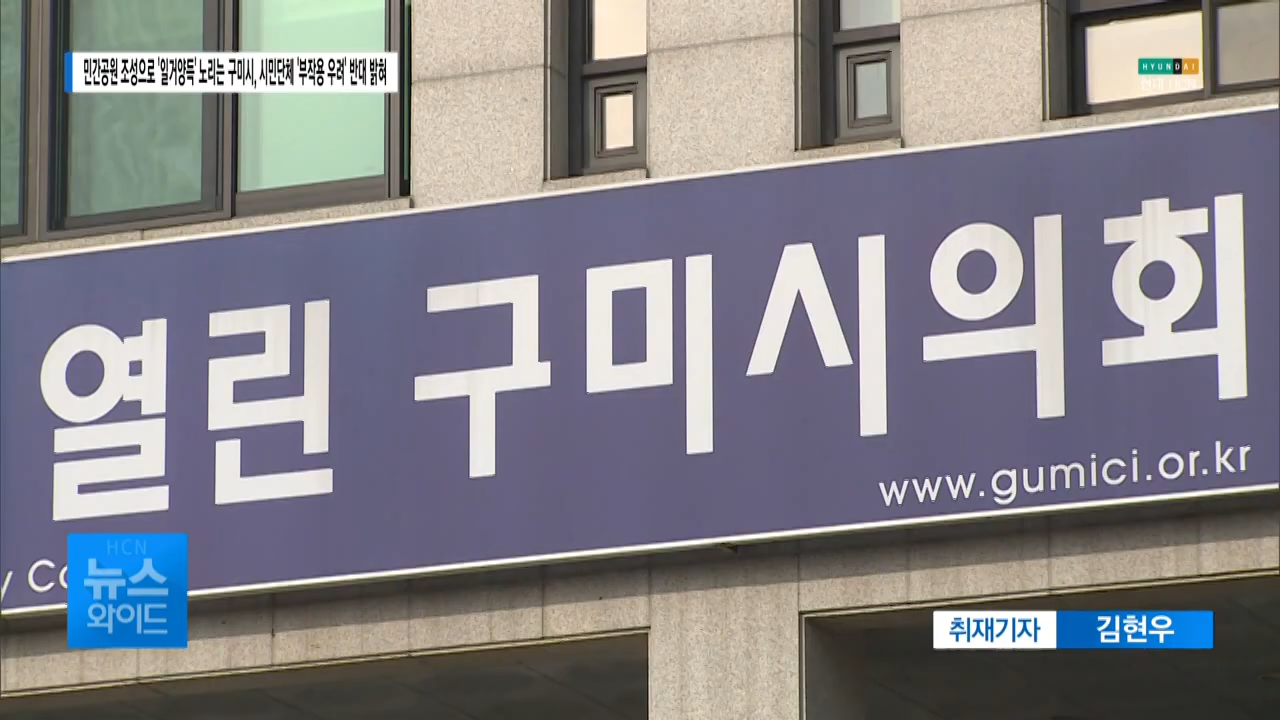 민간공원 조성으로 '일거양득' 노리는 구미시, 시민단체 '부작용 우려' 반대 밝혀
HYUNDAI
열린 구미시의회
www.gumici.or.kr
HCN
뉴스
와이드
취재기자 김현우